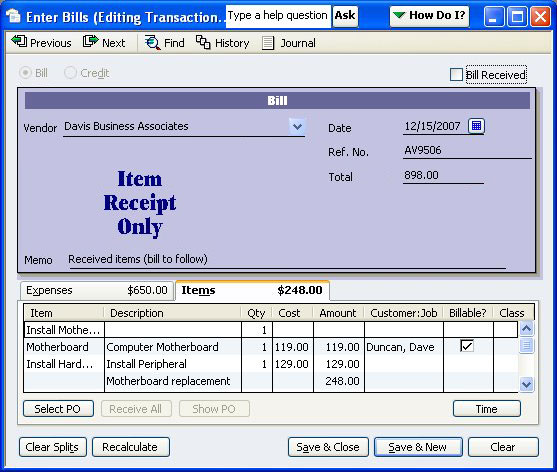 Enter Bills (Editing Transaction... Type a help question Ask How Do I?
Previous Next Find History Journal
Bill Credit Bill Received
Bill
Vendor Davis Business Associates Date 12/15/2007
Ref. No. AV9506
Total 898.00
Item
Receipt
Only
Memo Received items (bill to follow)
Expenses $650.00 Items $248.00
Item Description Qty Cost Amount Customer:Job Billable? Class
Install Mothe... 1
Motherboard Computer Motherboard 1 119.00 119.00 Duncan, Dave
Install Hard... Install Peripheral 1 129.00 129.00
Motherboard replacement 248.00
Select PO Receive All Show PO Time
Clear Splits Recalculate Save & Close Save & New Clear